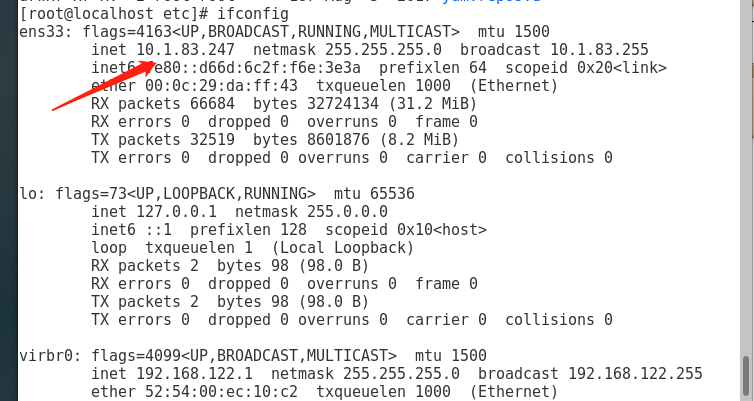 [root@localhost etc]# ifconfig
ens33: flags=4163<UP,BROADCAST,RUNNING,MULTICAST>  mtu 1500
        inet 10.1.83.247  netmask 255.255.255.0  broadcast 10.1.83.255
        inet6 e80::d66d:6c2f:f6e:3e3a  prefixlen 64  scopeid 0x20<link>
        ether 00:0c:29:da:ff:43  txqueuelen 1000  (Ethernet)
        RX packets 66684  bytes 32724134 (31.2 MiB)
        RX errors 0  dropped 0  overruns 0  frame 0
        TX packets 32519  bytes 8601876 (8.2 MiB)
        TX errors 0  dropped 0 overruns 0  carrier 0  collisions 0

lo: flags=73<UP,LOOPBACK,RUNNING>  mtu 65536
        inet 127.0.0.1  netmask 255.0.0.0
        inet6 ::1  prefixlen 128  scopeid 0x10<host>
        loop  txqueuelen 1  (Local Loopback)
        RX packets 2  bytes 98 (98.0 B)
        RX errors 0  dropped 0  overruns 0  frame 0
        TX packets 2  bytes 98 (98.0 B)
        TX errors 0  dropped 0 overruns 0  carrier 0  collisions 0

virbr0: flags=4099<UP,BROADCAST,MULTICAST>  mtu 1500
        inet 192.168.122.1  netmask 255.255.255.0  broadcast 192.168.122.255
        ether 52:54:00:ec:10:c2  txqueuelen 1000  (Ethernet)